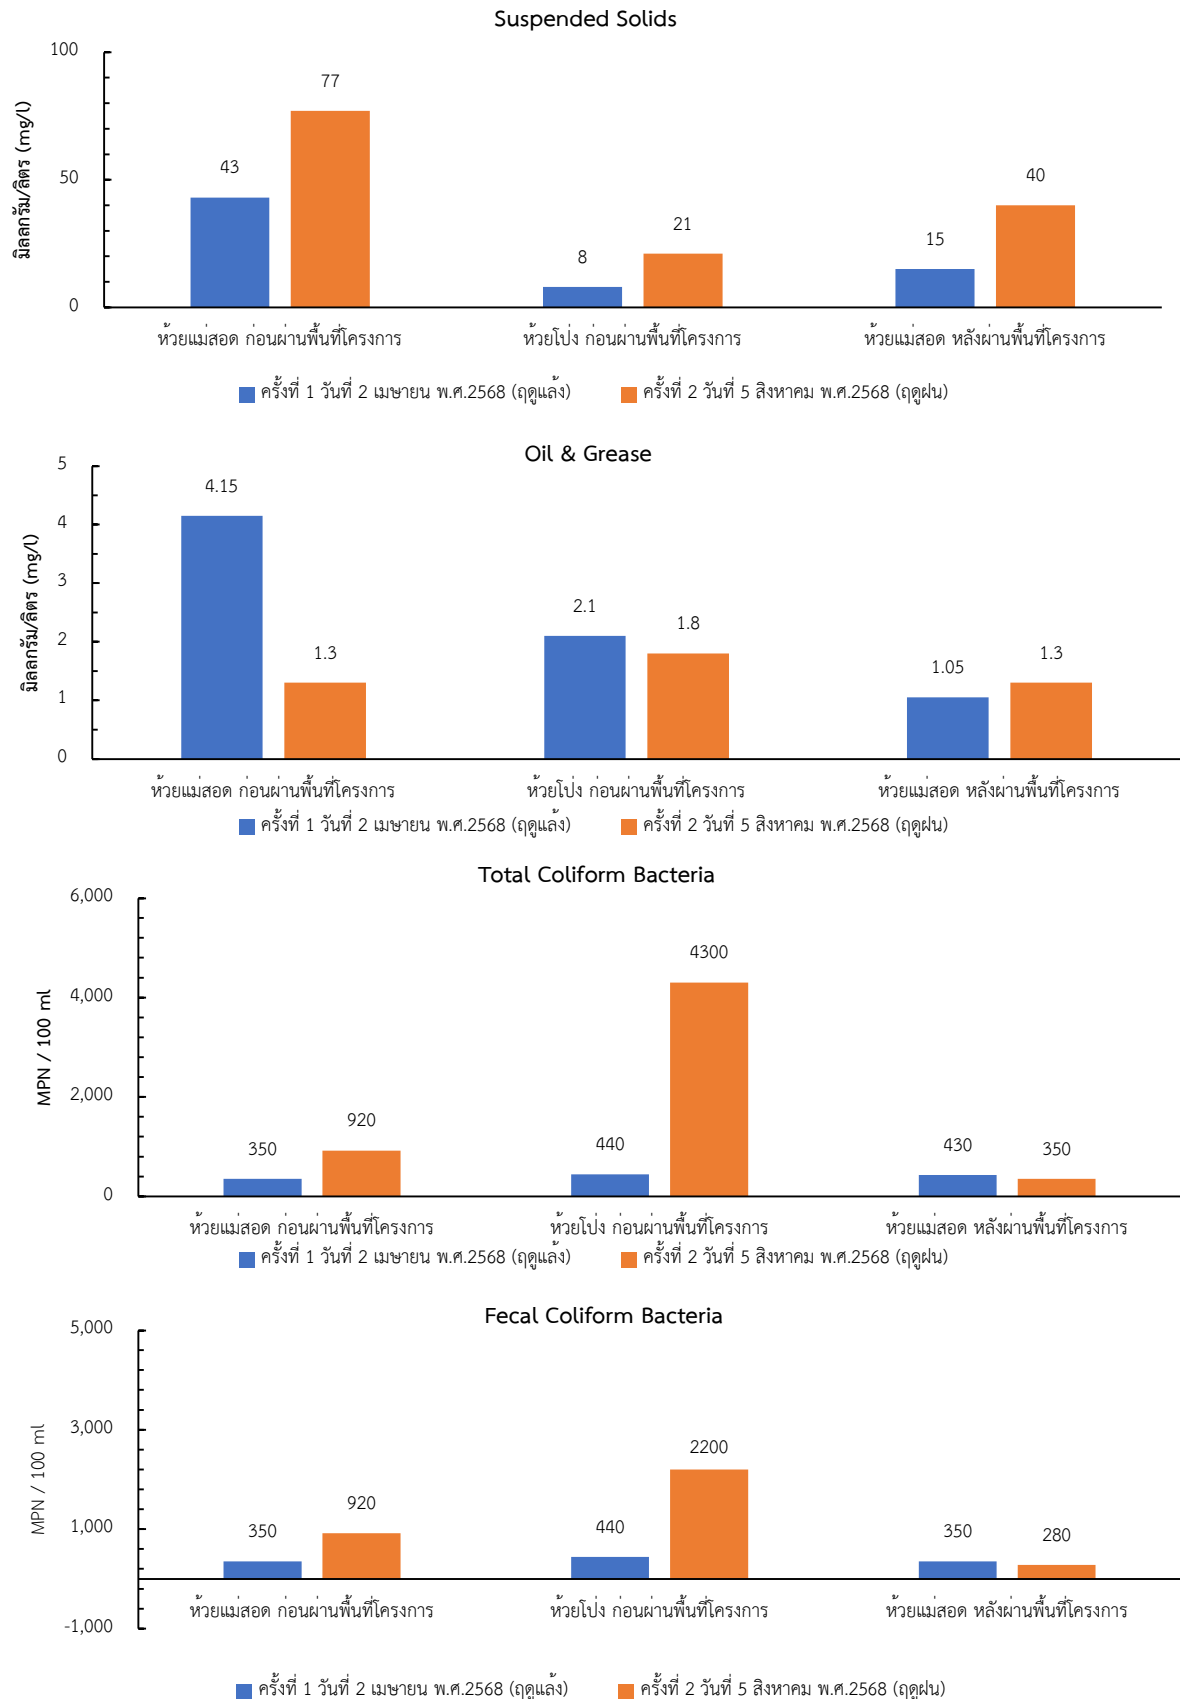 Suspended Solids
100
77
43
50
40
21
15
8
0
มิลลกรัม/ลิตร (mg/l)
ห้วยแม่สอด ก่อนผ่านพื้นที่โครงการ ห้วยโป่ง ก่อนผ่านพื้นที่โครงการ ห้วยแม่สอด หลังผ่านพื้นที่โครงการ
ครั้งที่ 1 วันที่ 2 เมษายน พ.ศ.2568 (ฤดูแล้ง) ครั้งที่ 2 วันที่ 5 สิงหาคม พ.ศ.2568 (ฤดูฝน)
Oil & Grease
5
4.15
4
3
2.1
1.8
2
1.3
1.05
1.3
1
0
มิลลกรัม/ลิตร (mg/l)
ห้วยแม่สอด ก่อนผ่านพื้นที่โครงการ ห้วยโป่ง ก่อนผ่านพื้นที่โครงการ ห้วยแม่สอด หลังผ่านพื้นที่โครงการ
ครั้งที่ 1 วันที่ 2 เมษายน พ.ศ.2568 (ฤดูแล้ง) ครั้งที่ 2 วันที่ 5 สิงหาคม พ.ศ.2568 (ฤดูฝน)
Total Coliform Bacteria
6,000
4300
4,000
2,000
920
350
440
430
350
0
MPN / 100 ml
ห้วยแม่สอด ก่อนผ่านพื้นที่โครงการ ห้วยโป่ง ก่อนผ่านพื้นที่โครงการ ห้วยแม่สอด หลังผ่านพื้นที่โครงการ
ครั้งที่ 1 วันที่ 2 เมษายน พ.ศ.2568 (ฤดูแล้ง) ครั้งที่ 2 วันที่ 5 สิงหาคม พ.ศ.2568 (ฤดูฝน)
Fecal Coliform Bacteria
5,000
3,000
2200
920
1,000
350
440
350
280
MPN / 100 ml
ห้วยแม่สอด ก่อนผ่านพื้นที่โครงการ ห้วยโป่ง ก่อนผ่านพื้นที่โครงการ ห้วยแม่สอด หลังผ่านพื้นที่โครงการ
-1,000
ครั้งที่ 1 วันที่ 2 เมษายน พ.ศ.2568 (ฤดูแล้ง) ครั้งที่ 2 วันที่ 5 สิงหาคม พ.ศ.2568 (ฤดูฝน)